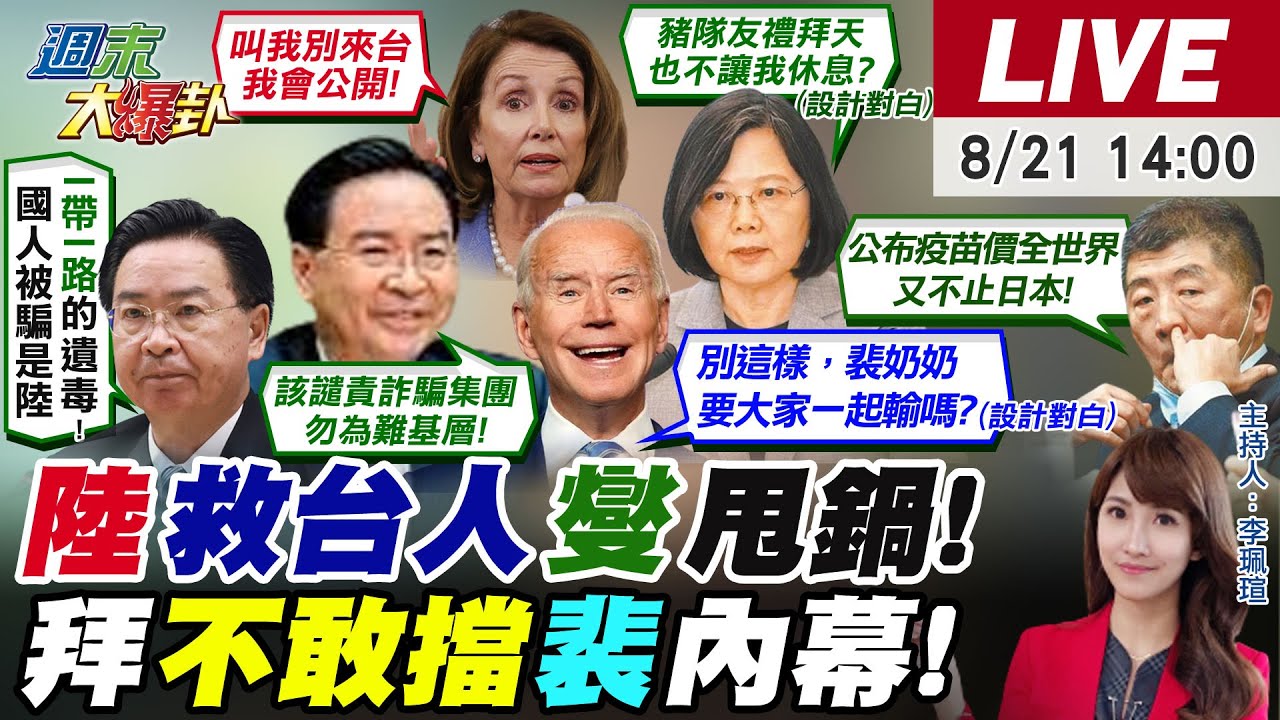 週末
大爆卦
叫我別來台
我會公開!
豬隊友禮拜天
也不讓我休息?
(設計對白)
LIVE
8/21 14:00
一帶一路的遺毒!
國人被騙是陸
公布疫苗價全世界
又不止日本!
該譴責詐騙集團
勿為難基層!
別這樣，裴奶奶
要大家一起輸嗎?(設計對白)
主持人:李珮瑄
陸救台人燮甩鍋!
拜不敢擋裴內幕!